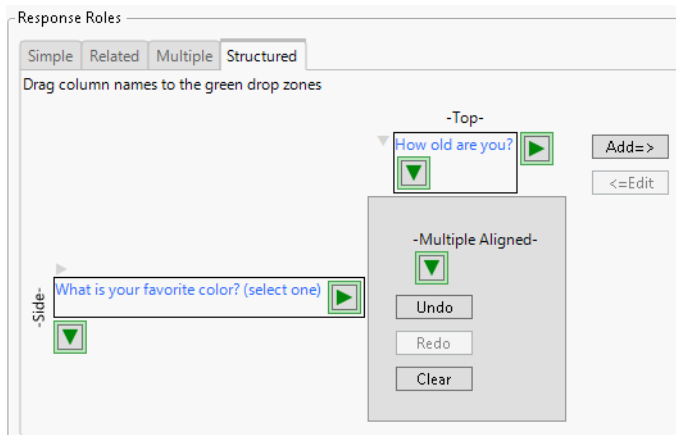 Response Roles
Simple Related Multiple Structured
Drag column names to the green drop zones
-Top-
How old are you?
Add=>
<=Edit
-Multiple Aligned-
-Side-
What is your favorite color? (select one)
Undo
Redo
Clear